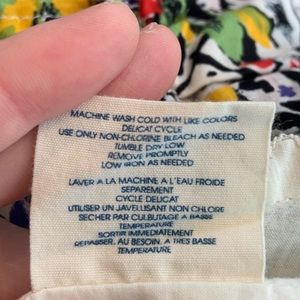 MACHINE WASH COLD WITH LIKE COLORS
DELICAT CYCLE
USE ONLY NON-CHLORINE BLEACH AS NEEDED
TUMBLE DRY LOW
REMOVE PROMPTLY
LOW IRON AS NEEDED
LAVER A LA MACHINE A L'EAU FROIDE
SEPAREMENT
CYCLE DELICAT
UTILISER UN JAVELLISANT NON CHLORE
SECHER PAR CULBUTAGE A BASSE
TEMPERATURE
SORTIR IMMEDIATEMENT
REPASSER, AU BESOIN, A TRES BASSE
TEMPERATURE